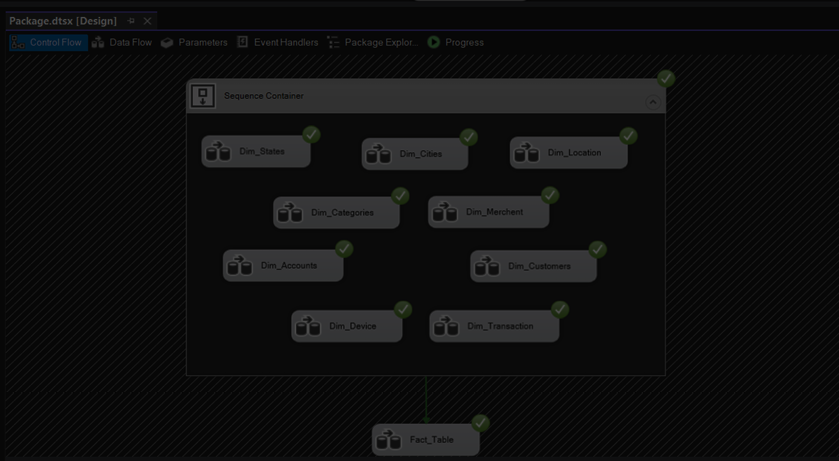 Package.dtsx [Design]
Control Flow Data Flow Parameters Event Handlers Package Explor... Progress
Sequence Container
Dim_States Dim_Cities Dim_Location
Dim_Categories Dim_Merchent
Dim_Accounts Dim_Customers
Dim_Device Dim_Transaction
Fact_Table